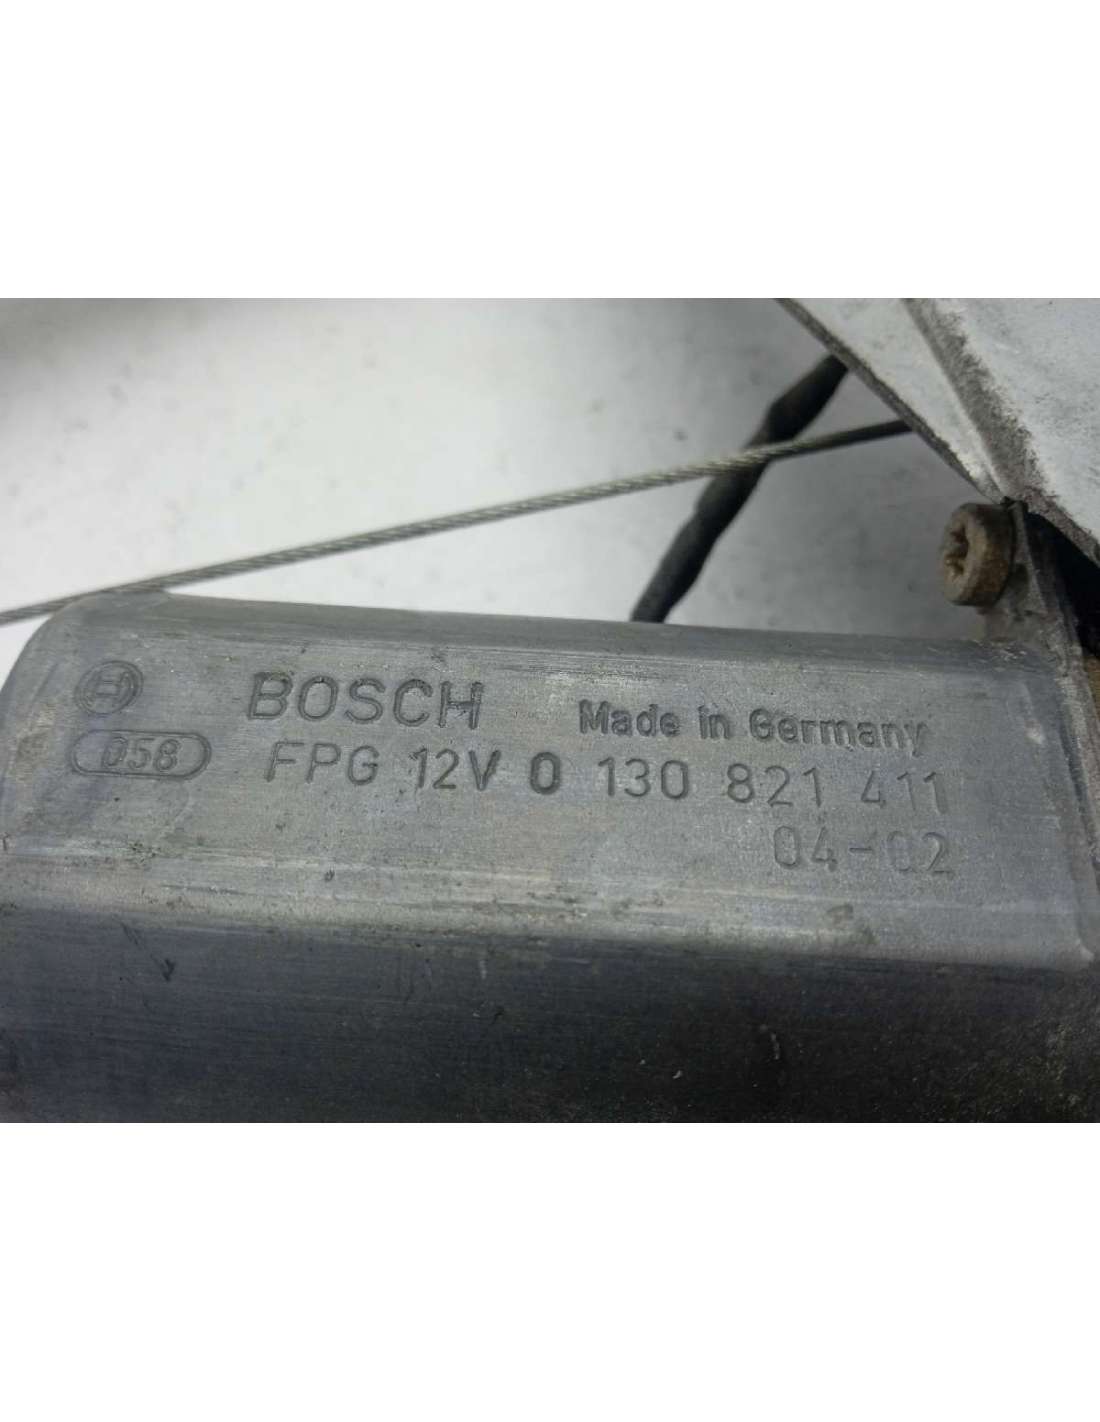 BOSCH Made in Germany
058 FPG 12V 0 130 821 411
04-02